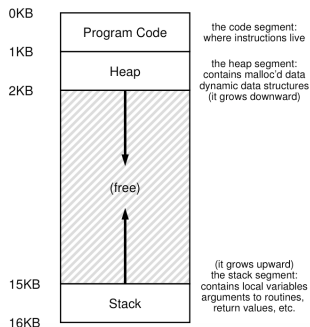 0KB
Program Code
the code segment:
where instructions live
1KB
Heap
the heap segment:
contains malloc'd data
dynamic data structures
(it grows downward)
2KB
(free)
(it grows upward)
the stack segment:
contains local variables
arguments to routines,
return values, etc.
15KB
Stack
16KB